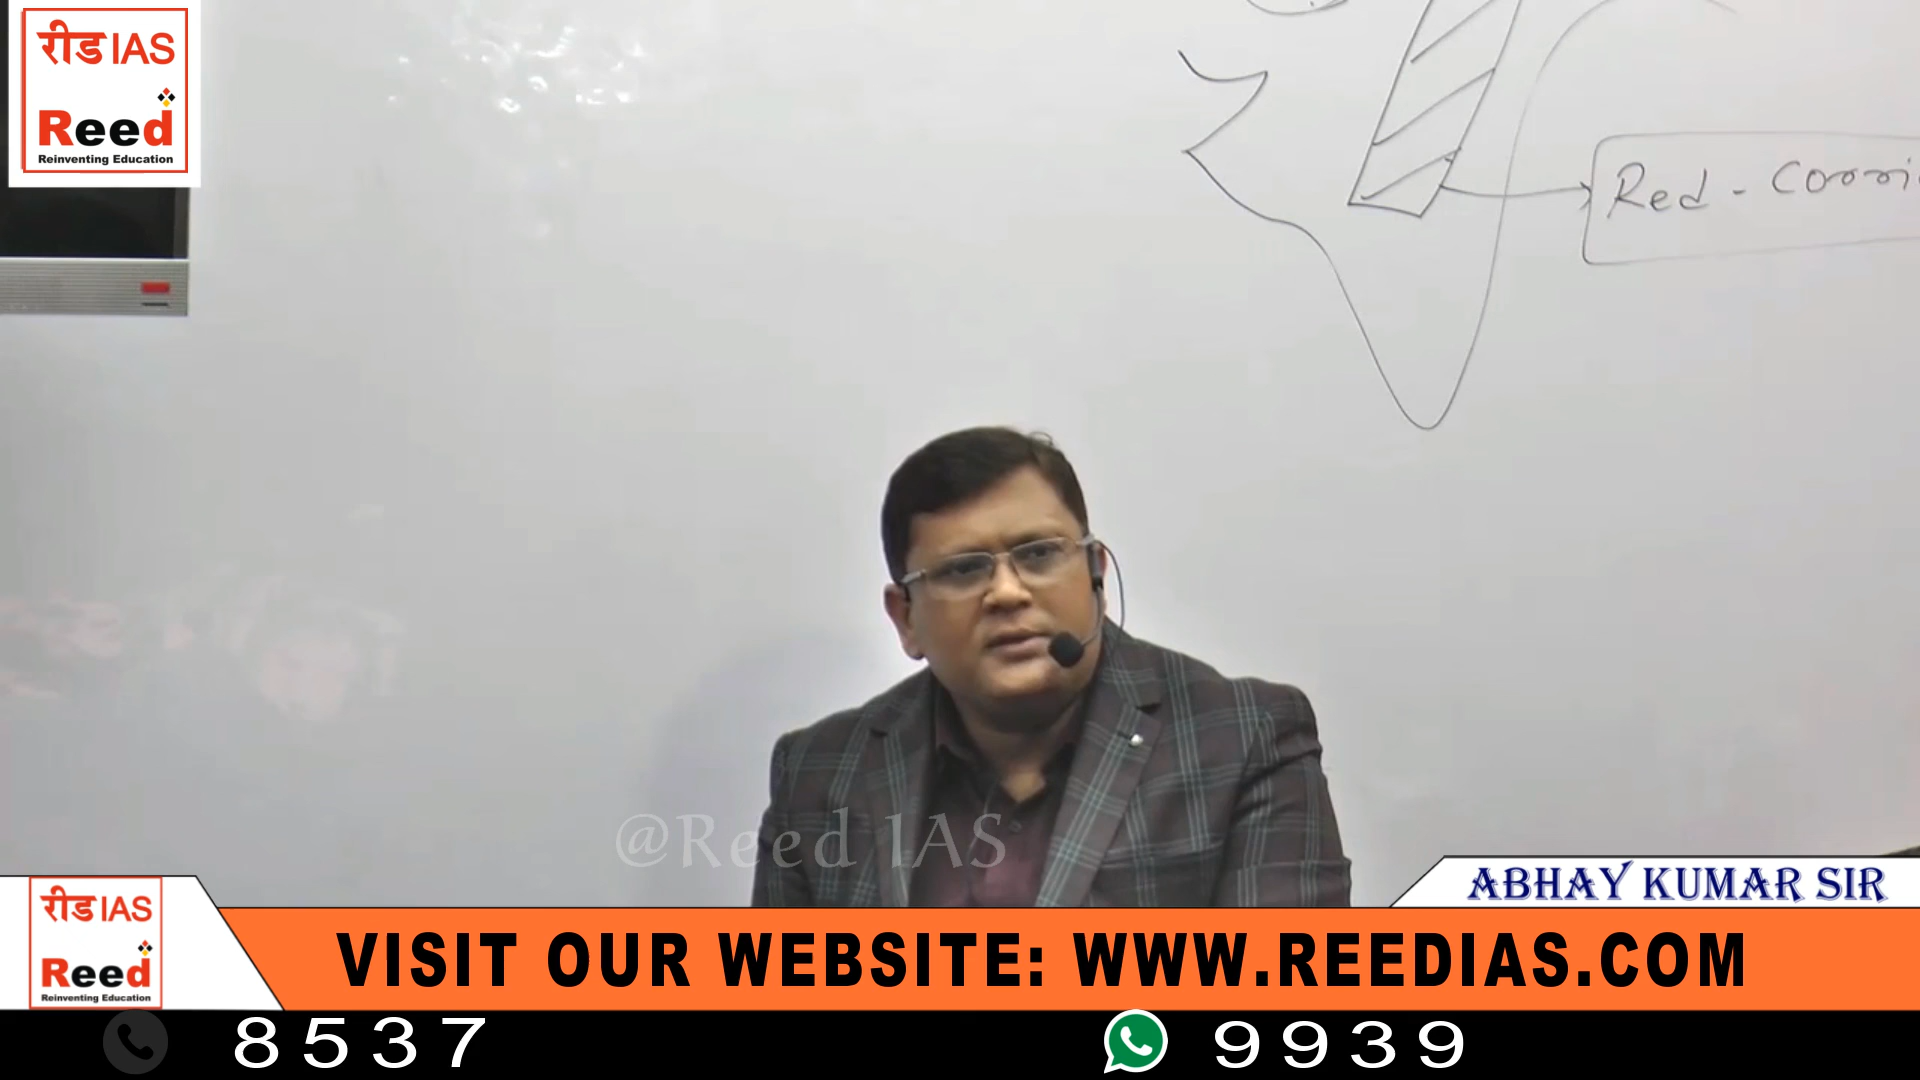 रीड IAS
Reed
Reinventing Education
Red - Corri
@Reed IAS
ABHAY KUMAR SIR
रीड IAS
Reed
Reinventing Education
VISIT OUR WEBSITE: WWW.REEDIAS.COM
8537
9939